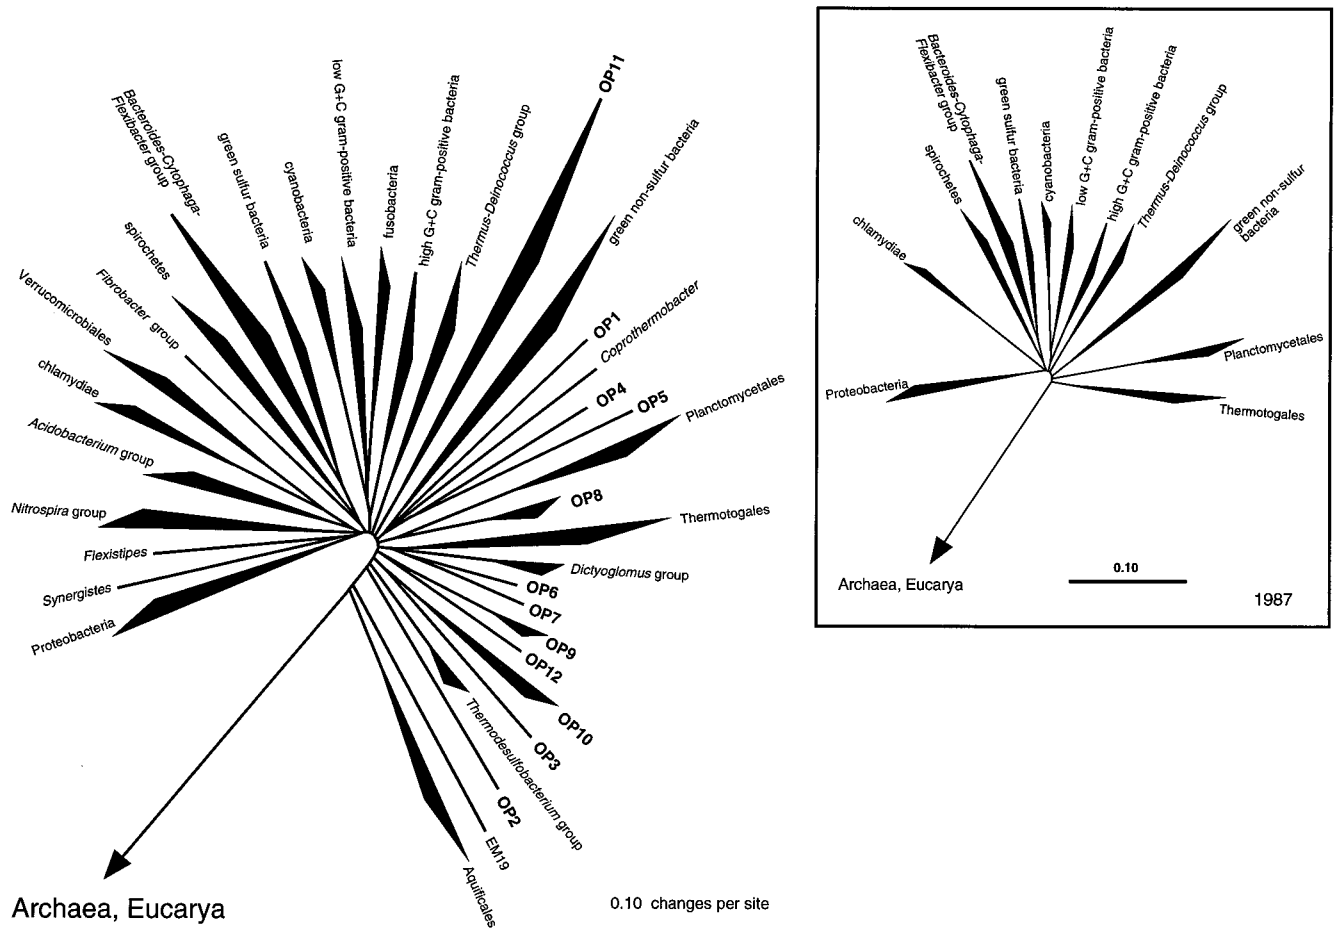 OP11
low G+C gram-positive bacteria
high G+C gram-positive bacteria
Bacteroides-Cytophaga-
Flexibacter group
Thermus-Deinococcus group
green non-sulfur bacteria
green sulfur bacteria
cyanobacteria
fusobacteria
spirochetes
Fibrobacter group
Verrucomicrobiales
chlamydiae
Acidobacterium group
Nitrospira group
Flexistipes
Synergistes
Proteobacteria
OP1
Coprothermobacter
OP4
OP5
Planctomycetales
OP8
Thermotogales
Dictyoglomus group
OP6
OP7
OP9
OP12
OP10
OP3
Thermodesulfobacterium group
OP2
EM19
Aquificales
Archaea, Eucarya
0.10 changes per site
Bacteroides-Cytophaga-
Flexibacter group
spirochetes
green sulfur bacteria
cyanobacteria
low G+C gram-positive bacteria
high G+C gram-positive bacteria
Thermus-Deinococcus group
green non-sulfur
bacteria
chlamydiae
Planctomycetales
Proteobacteria
Thermotogales
Archaea, Eucarya
0.10
1987